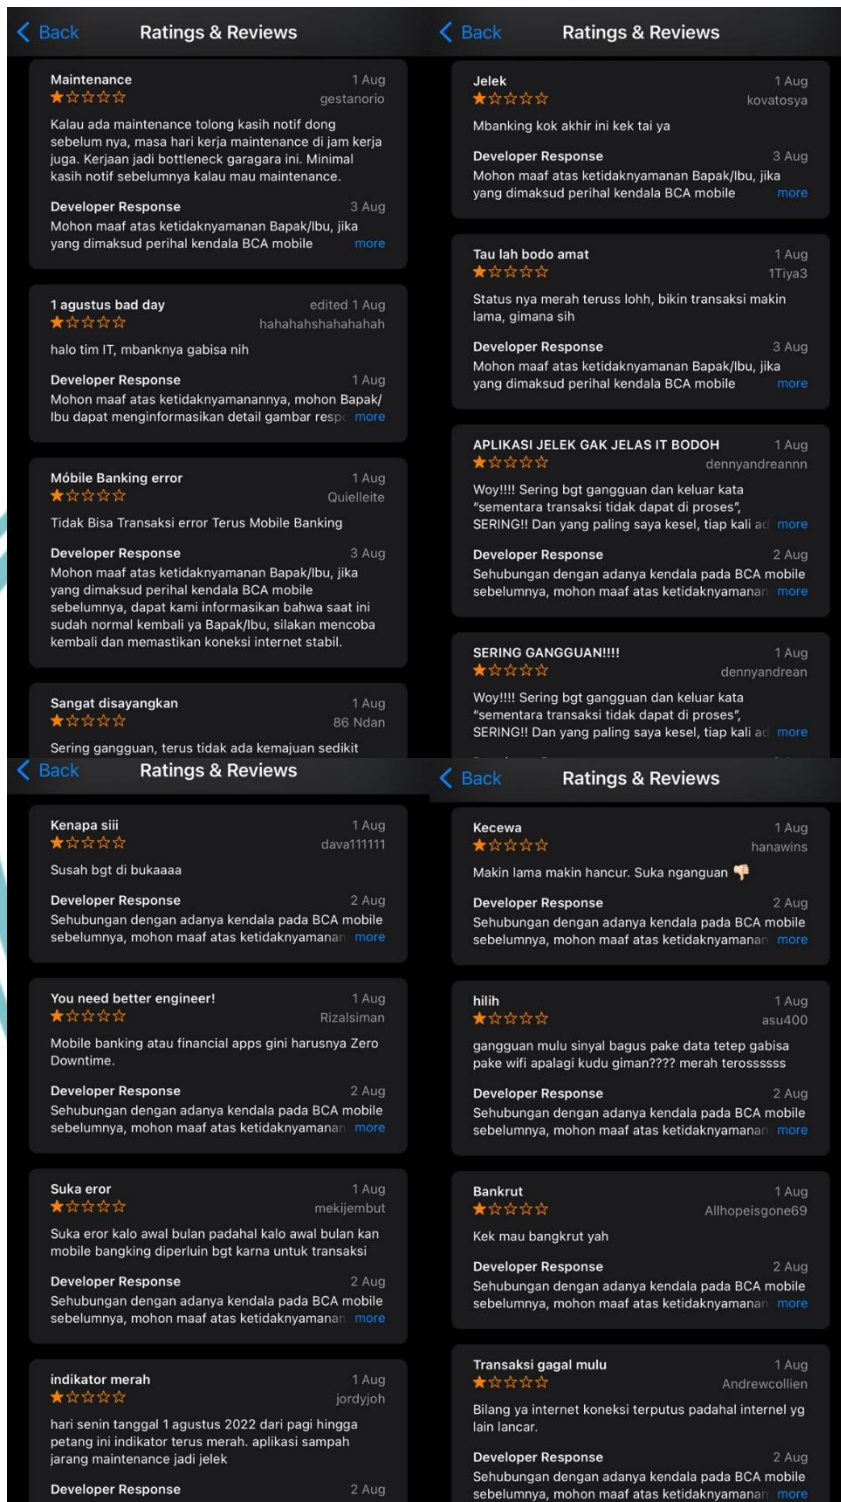 Back
Ratings & Reviews
Maintenance
1 Aug
gestanorio
Kalau ada maintenance tolong kasih notif dong
sebelum nya, masa hari kerja maintenance di jam kerja
juga. Kerjaan jadi bottleneck garagara ini. Minimal
kasih notif sebelumnya kalau mau maintenance.
Developer Response
3 Aug
Mohon maaf atas ketidaknyamanan Bapak/Ibu, jika
yang dimaksud perihal kendala BCA mobile
more
1 agustus bad day
edited 1 Aug
hahahahshahahahah
halo tim IT, mbanknya gabisa nih
Developer Response
1 Aug
Mohon maaf atas ketidaknyamanannya, mohon Bapak/
Ibu dapat menginformasikan detail gambar respo
more
Móbile Banking error
1 Aug
Quielleite
Tidak Bisa Transaksi error Terus Mobile Banking
Developer Response
3 Aug
Mohon maaf atas ketidaknyamanan Bapak/Ibu, jika
yang dimaksud perihal kendala BCA mobile
sebelumnya, dapat kami informasikan bahwa saat ini
sudah normal kembali ya Bapak/Ibu, silakan mencoba
kembali dan memastikan koneksi internet stabil.
Sangat disayangkan
1 Aug
86 Ndan
Sering gangguan, terus tidak ada kemajuan sedikit
Back
Ratings & Reviews
Jelek
1 Aug
kovatosya
Mbanking kok akhir ini kek tai ya
Developer Response
3 Aug
Mohon maaf atas ketidaknyamanan Bapak/Ibu, jika
yang dimaksud perihal kendala BCA mobile
more
Tau lah bodo amat
1 Aug
1Tiya3
Status nya merah teruss lohh, bikin transaksi makin
lama, gimana sih
Developer Response
3 Aug
Mohon maaf atas ketidaknyamanan Bapak/Ibu, jika
yang dimaksud perihal kendala BCA mobile
more
APLIKASI JELEK GAK JELAS IT BODOH
1 Aug
dennyandreannn
Woy!!!! Sering bgt gangguan dan keluar kata
"sementara transaksi tidak dapat di proses",
SERING!! Dan yang paling saya kesel, tiap kali ad
more
Developer Response
2 Aug
Sehubungan dengan adanya kendala pada BCA mobile
sebelumnya, mohon maaf atas ketidaknyamanan
more
SERING GANGGUAN!!!!
1 Aug
dennyandrean
Woy!!!! Sering bgt gangguan dan keluar kata
"sementara transaksi tidak dapat di proses",
SERING!! Dan yang paling saya kesel, tiap kali ad
more
Back
Ratings & Reviews
Kenapa siii
1 Aug
dava111111
Susah bgt di bukaaaa
Developer Response
2 Aug
Sehubungan dengan adanya kendala pada BCA mobile
sebelumnya, mohon maaf atas ketidaknyamanan
more
You need better engineer!
1 Aug
Rizalsiman
Mobile banking atau financial apps gini harusnya Zero
Downtime.
Developer Response
2 Aug
Sehubungan dengan adanya kendala pada BCA mobile
sebelumnya, mohon maaf atas ketidaknyamanan
more
Suka eror
1 Aug
mekijembut
Suka eror kalo awal bulan padahal kalo awal bulan kan
mobile bangking diperluin bgt karna untuk transaksi
Developer Response
2 Aug
Sehubungan dengan adanya kendala pada BCA mobile
sebelumnya, mohon maaf atas ketidaknyamanan
more
indikator merah
1 Aug
jordyjoh
hari senin tanggal 1 agustus 2022 dari pagi hingga
petang ini indikator terus merah. aplikasi sampah
jarang maintenance jadi jelek
Developer Response
2 Aug
Back
Ratings & Reviews
Kecewa
1 Aug
hanawins
Makin lama makin hancur. Suka nganguan 👎🏻
Developer Response
2 Aug
Sehubungan dengan adanya kendala pada BCA mobile
sebelumnya, mohon maaf atas ketidaknyamanan
more
hilih
1 Aug
asu400
gangguan mulu sinyal bagus pake data tetep gabisa
pake wifi apalagi kudu giman???? merah terossssss
Developer Response
2 Aug
Sehubungan dengan adanya kendala pada BCA mobile
sebelumnya, mohon maaf atas ketidaknyamanan
more
Bankrut
1 Aug
Allhopeisgone69
Kek mau bangkrut yah
Developer Response
2 Aug
Sehubungan dengan adanya kendala pada BCA mobile
sebelumnya, mohon maaf atas ketidaknyamanan
more
Transaksi gagal mulu
1 Aug
Andrewcollien
Bilang ya internet koneksi terputus padahal internel yg
lain lancar.
Developer Response
2 Aug
Sehubungan dengan adanya kendala pada BCA mobile
sebelumnya, mohon maaf atas ketidaknyamanan
more